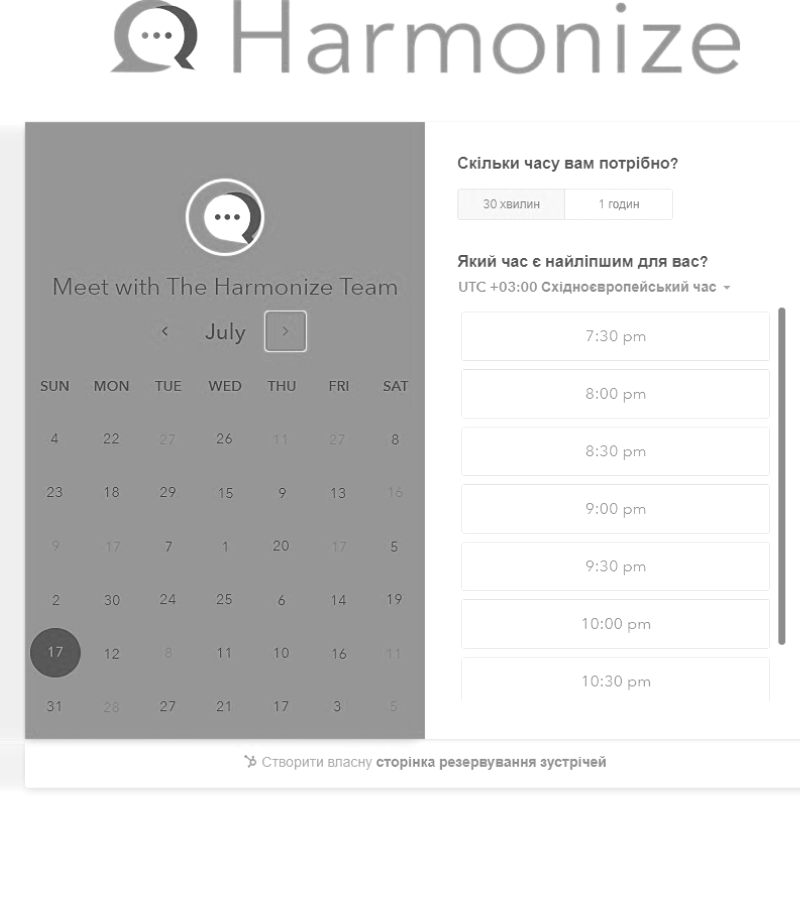 Harmonize
Meet with The Harmonize Team
July
SUN MON TUE WED THU FRI SAT
4 22 27 26 11 27 8
23 18 29 15 9 13 16
9 17 7 1 20 17 5
2 30 24 25 6 14 19
17 12 8 11 10 16 11
31 28 27 21 17 3 5
Скільки часу вам потрібно?
30 хвилин 1 годин
Який час є найліпшим для вас?
UTC +03:00 Східноєвропейський час
7:30 pm
8:00 pm
8:30 pm
9:00 pm
9:30 pm
10:00 pm
10:30 pm
Створити власну сторінка резервування зустрічей